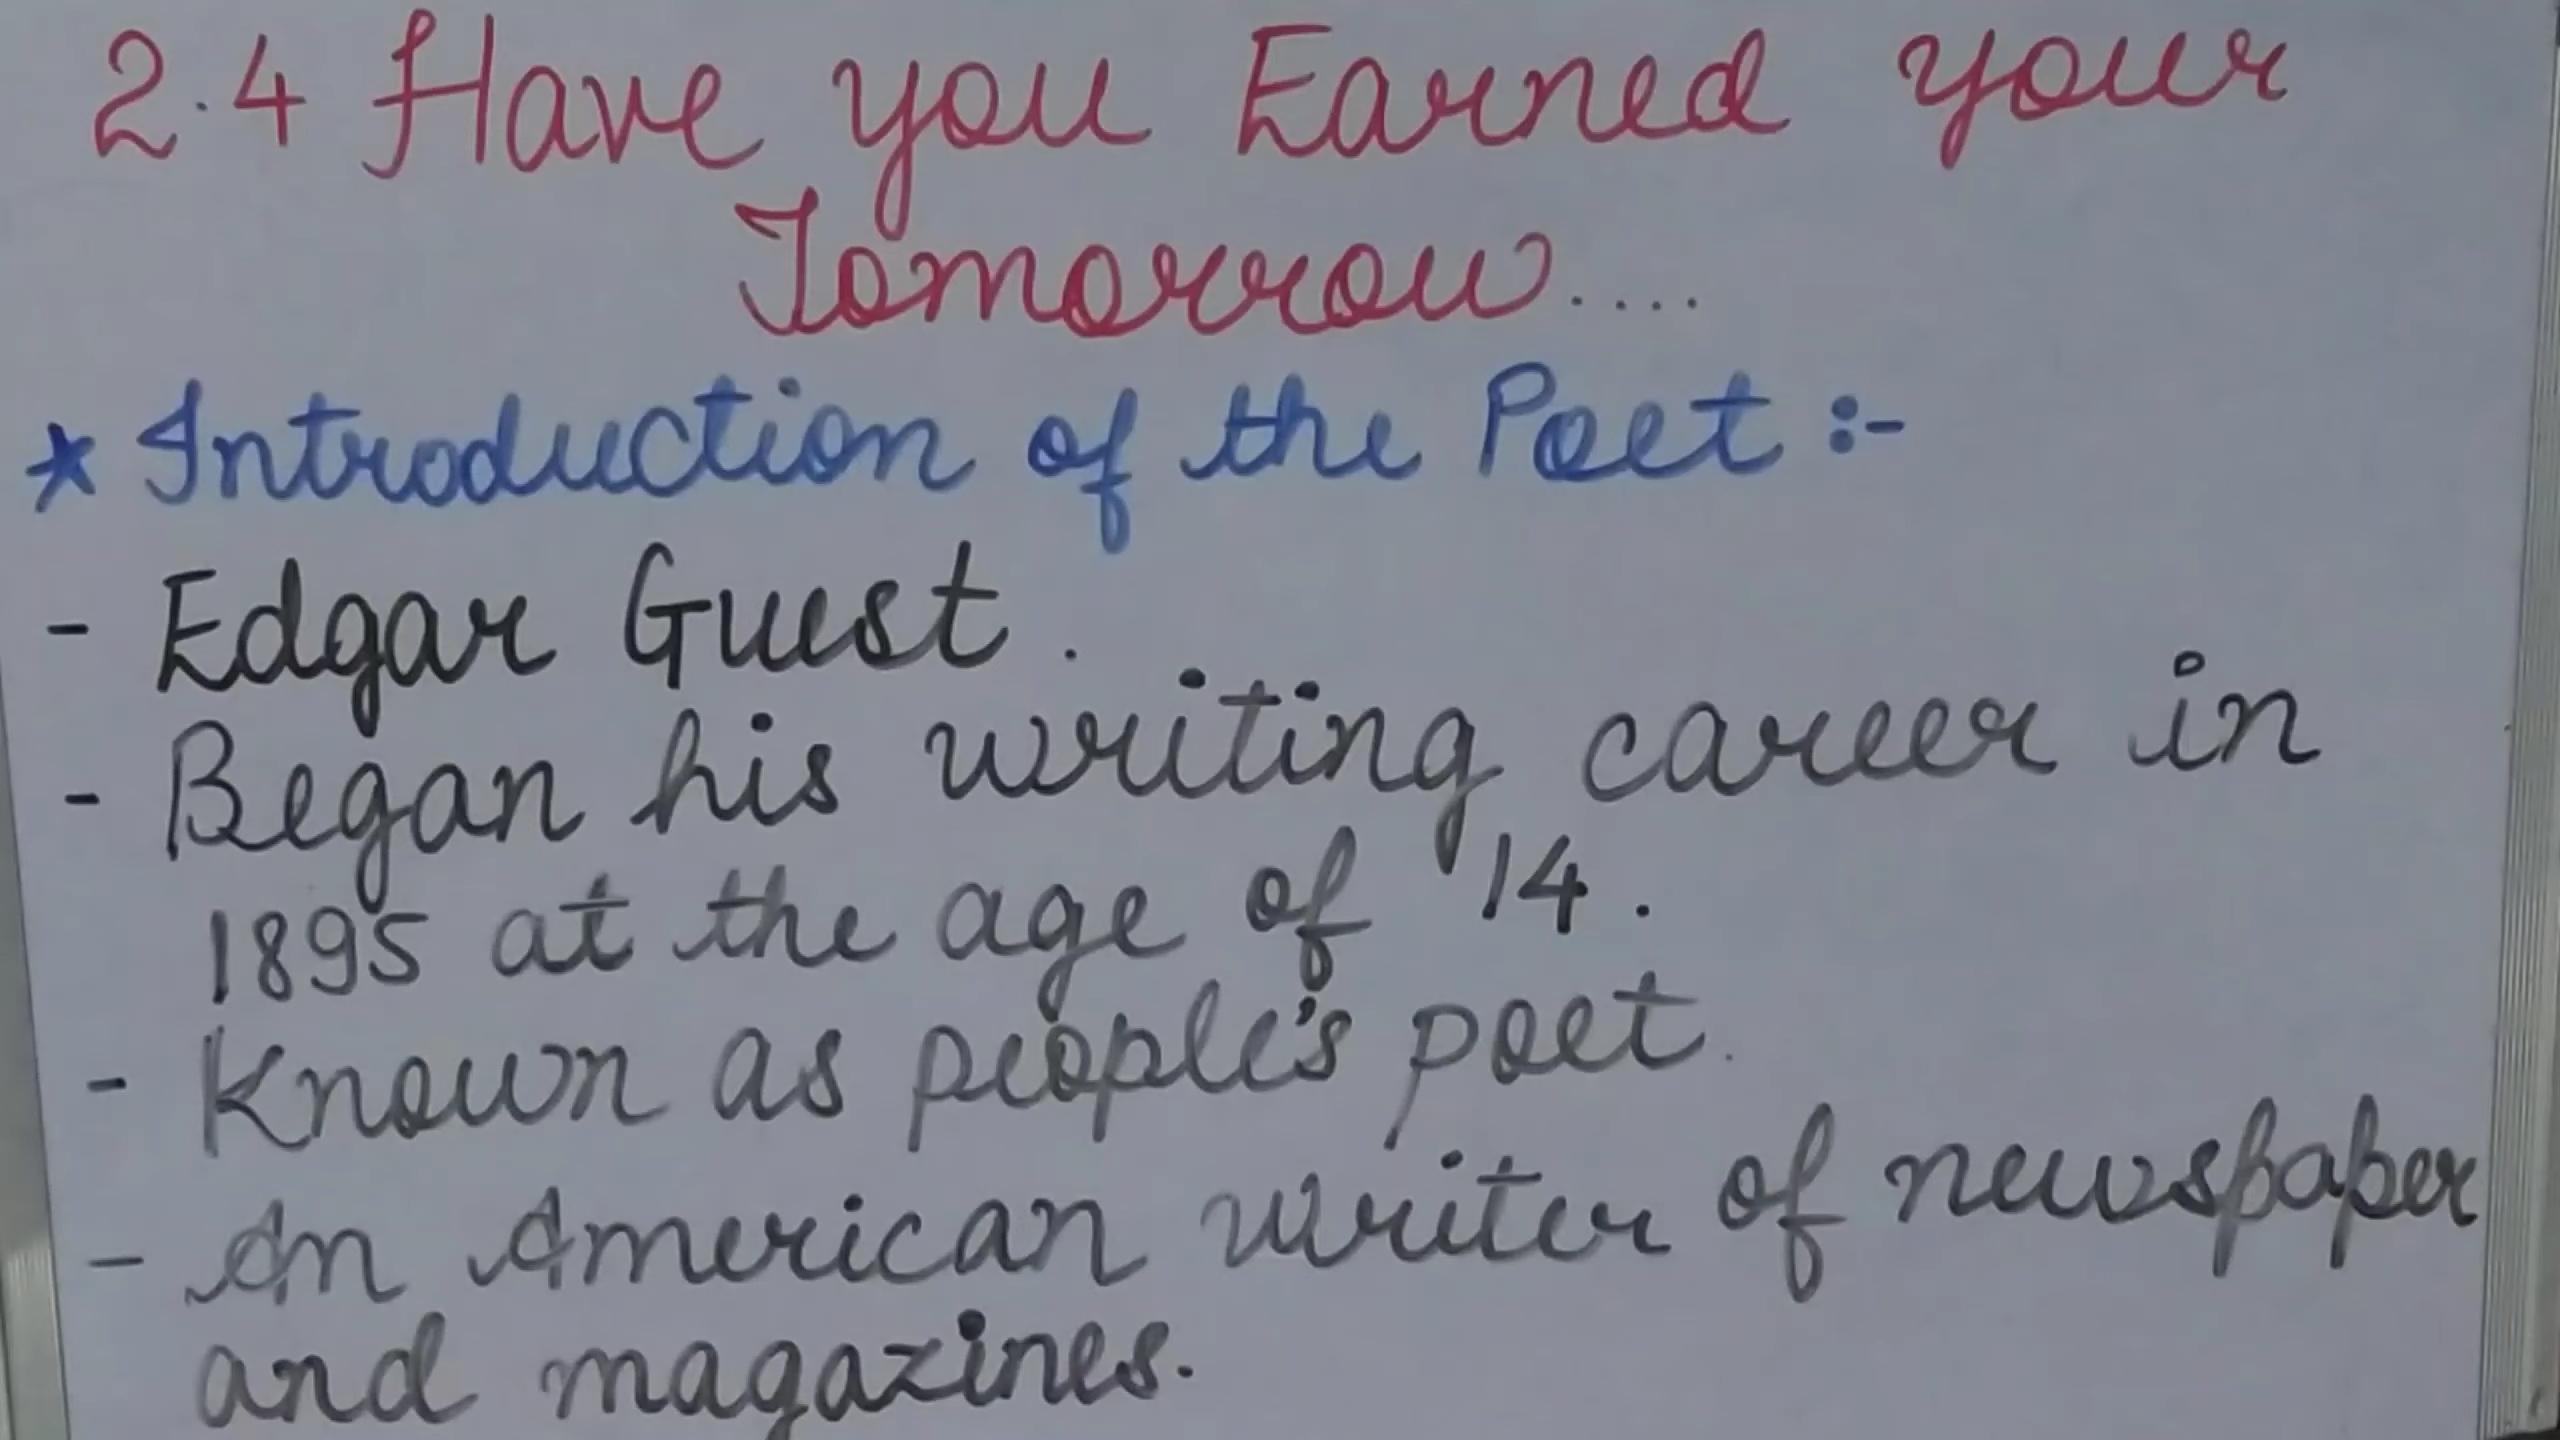 2.4 Have you Earned your
Tomorrow....
* Introduction of the Poet :-
- Edgar Guest.
- Began his writing career in
1895 at the age of 14.
- Known as people's poet.
- An American writer of newspaper
and magazines.